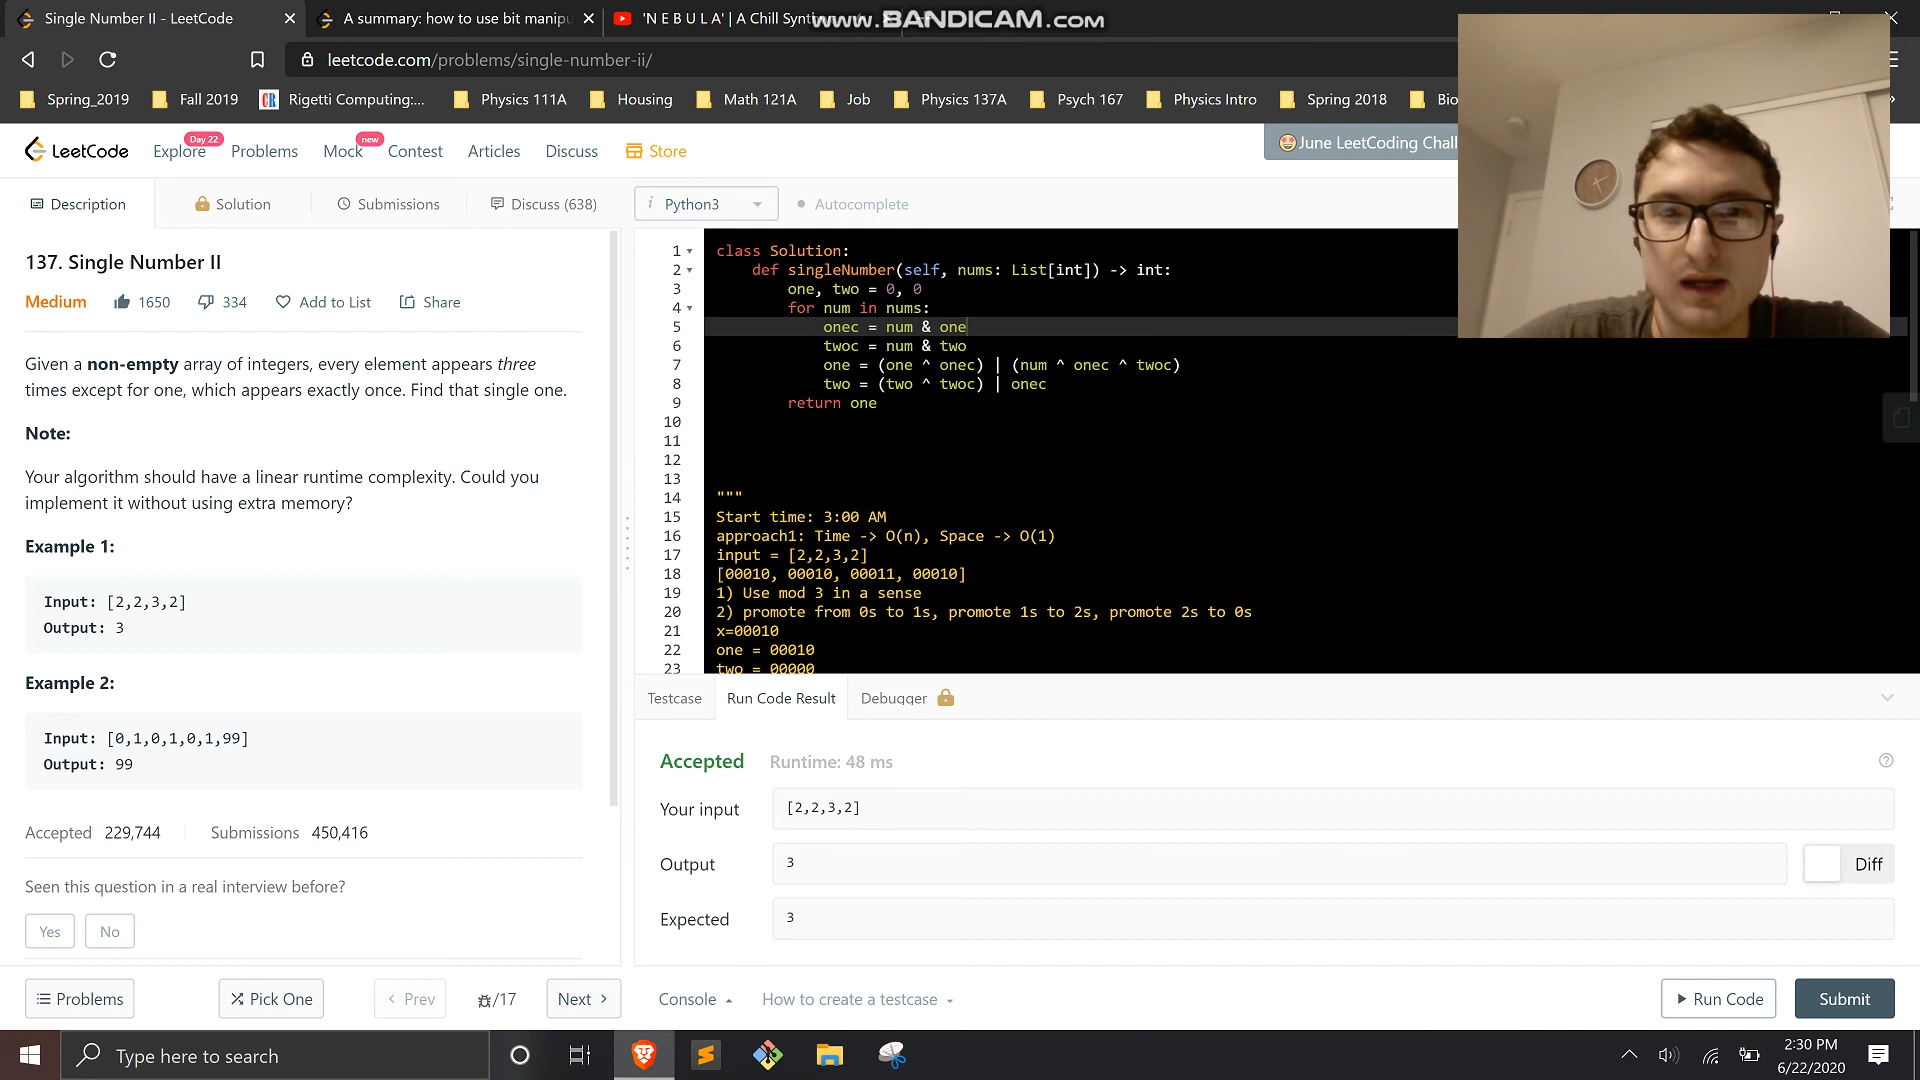 Single Number II - LeetCode
A summary: how to use bit manipu
'N E B U L A' | A Chill Synth
www.BANDICAM.com
leetcode.com/problems/single-number-ii/
Spring_2019
Fall 2019
CR
Rigetti Computing:...
Physics 111A
Housing
Math 121A
Job
Physics 137A
Psych 167
Physics Intro
Spring 2018
Bio
LeetCode
Explore
Day 22
Problems
Mock
new
Contest
Articles
Discuss
Store
June LeetCoding Chall
Description
Solution
Submissions
Discuss (638)
i Python3
Autocomplete
137. Single Number II
Medium
1650
334
Add to List
Share
Given a non-empty array of integers, every element appears three
times except for one, which appears exactly once. Find that single one.
Note:
Your algorithm should have a linear runtime complexity. Could you
implement it without using extra memory?
Example 1:
Input: [2,2,3,2]
Output: 3
Example 2:
Input: [0,1,0,1,0,1,99]
Output: 99
Accepted 229,744
Submissions 450,416
Seen this question in a real interview before?
Yes
No
1 class Solution:
2 def singleNumber(self, nums: List[int]) -> int:
3 one, two = 0, 0
4 for num in nums:
5 onec = num & one
6 twoc = num & two
7 one = (one ^ onec) | (num ^ onec ^ twoc)
8 two = (two ^ twoc) | onec
9 return one
10
11
12
13
14 """
15 Start time: 3:00 AM
16 approach1: Time -> O(n), Space -> O(1)
17 input = [2,2,3,2]
18 [00010, 00010, 00011, 00010]
19 1) Use mod 3 in a sense
20 2) promote from 0s to 1s, promote 1s to 2s, promote 2s to 0s
21 x=00010
22 one = 00010
23 two = 00000
Testcase
Run Code Result
Debugger
Accepted
Runtime: 48 ms
Your input
[2,2,3,2]
Output
3
Diff
Expected
3
Problems
Pick One
Prev
/17
Next
Console
How to create a testcase
Run Code
Submit
Type here to search
2:30 PM
6/22/2020